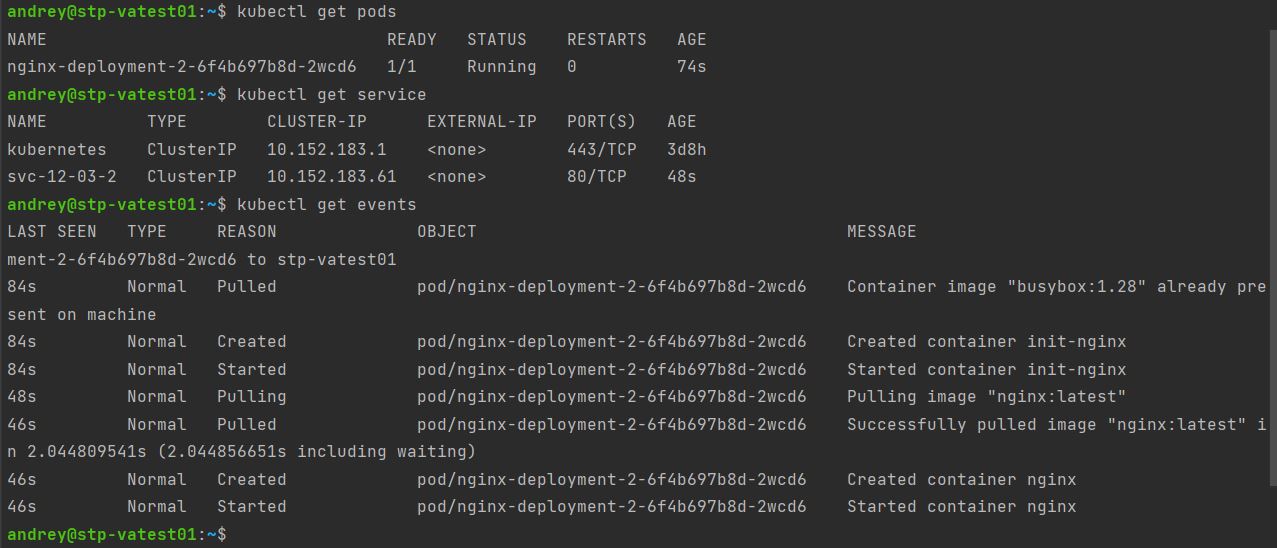 andrey@stp-vatest01:~$ kubectl get pods
NAME                                  READY   STATUS    RESTARTS   AGE
nginx-deployment-2-6f4b697b8d-2wcd6   1/1     Running   0          74s
andrey@stp-vatest01:~$ kubectl get service
NAME          TYPE        CLUSTER-IP      EXTERNAL-IP   PORT(S)   AGE
kubernetes    ClusterIP   10.152.183.1    <none>        443/TCP   3d8h
svc-12-03-2   ClusterIP   10.152.183.61   <none>        80/TCP    48s
andrey@stp-vatest01:~$ kubectl get events
LAST SEEN   TYPE     REASON              OBJECT                                     MESSAGE
ment-2-6f4b697b8d-2wcd6 to stp-vatest01
84s         Normal   Pulled              pod/nginx-deployment-2-6f4b697b8d-2wcd6    Container image "busybox:1.28" already pre
sent on machine
84s         Normal   Created             pod/nginx-deployment-2-6f4b697b8d-2wcd6    Created container init-nginx
84s         Normal   Started             pod/nginx-deployment-2-6f4b697b8d-2wcd6    Started container init-nginx
48s         Normal   Pulling             pod/nginx-deployment-2-6f4b697b8d-2wcd6    Pulling image "nginx:latest"
46s         Normal   Pulled              pod/nginx-deployment-2-6f4b697b8d-2wcd6    Successfully pulled image "nginx:latest" i
n 2.044809541s (2.044856651s including waiting)
46s         Normal   Created             pod/nginx-deployment-2-6f4b697b8d-2wcd6    Created container nginx
46s         Normal   Started             pod/nginx-deployment-2-6f4b697b8d-2wcd6    Started container nginx
andrey@stp-vatest01:~$